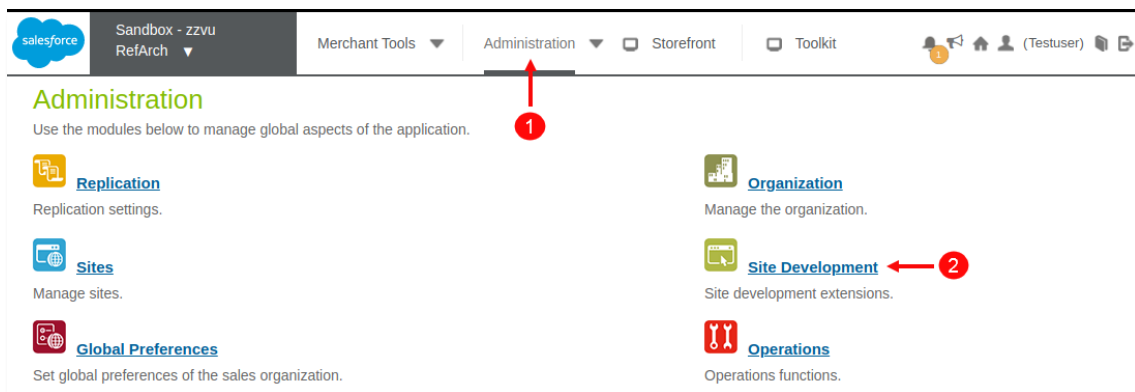 salesforce
Sandbox - zzvu
RefArch ▼
Merchant Tools
Administration
Storefront
Toolkit
1
(Testuser)
Administration
Use the modules below to manage global aspects of the application.
1
Replication
Replication settings.
Organization
Manage the organization.
Sites
Manage sites.
Site Development
2
Site development extensions.
Global Preferences
Set global preferences of the sales organization.
Operations
Operations functions.